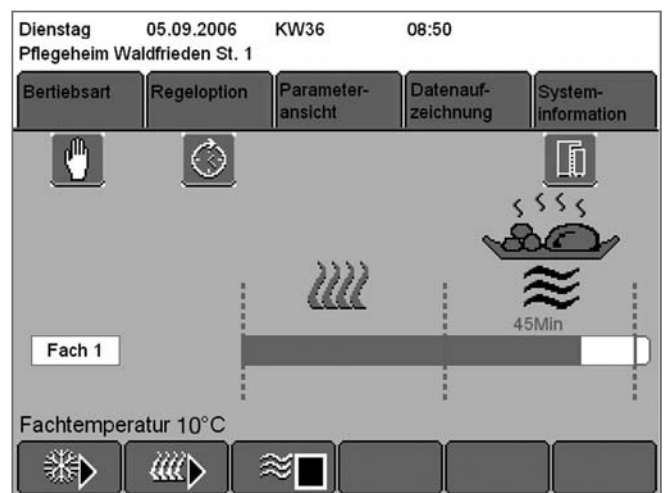 Dienstag 05.09.2006 KW36 08:50
Pflegeheim Waldfrieden St. 1
Bertiebsart Regeloption Parameter- Datenauf- System-
ansicht zeichnung information
45Min
Fach 1
Fachtemperatur 10°C